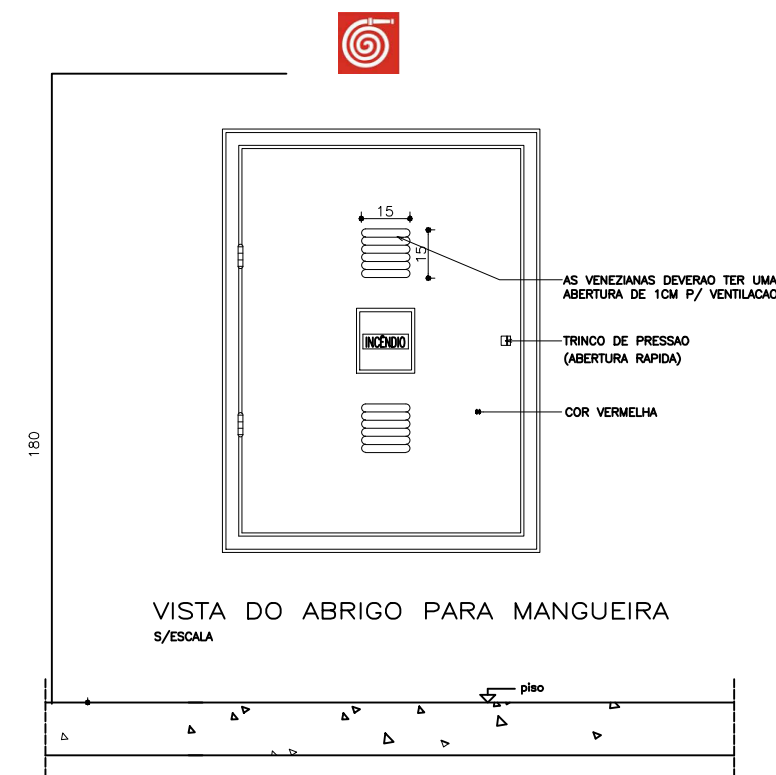 15
15
AS VENEZIANAS DEVERAO TER UMA
ABERTURA DE 1CM P/ VENTILACAO
INCÊNDIO
TRINCO DE PRESSAO
(ABERTURA RAPIDA)
COR VERMELHA
180
VISTA DO ABRIGO PARA MANGUEIRA
S/ESCALA
piso